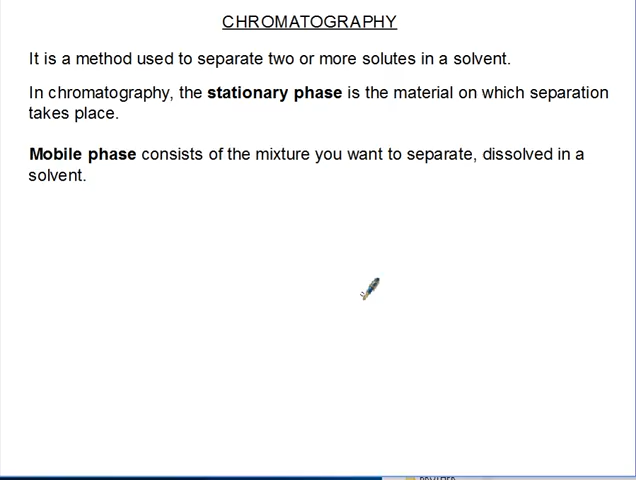 CHROMATOGRAPHY
It is a method used to separate two or more solutes in a solvent.
In chromatography, the stationary phase is the material on which separation
takes place.
Mobile phase consists of the mixture you want to separate, dissolved in a
solvent.